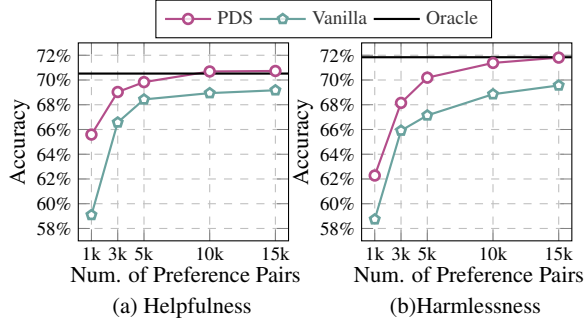 PDS Vanilla Oracle
72%
70%
68%
66%
64%
62%
60%
58%
Accuracy
1k 3k 5k 10k 15k
Num. of Preference Pairs
(a) Helpfulness
72%
70%
68%
66%
64%
62%
60%
58%
Accuracy
1k 3k 5k 10k 15k
Num. of Preference Pairs
(b)Harmlessness